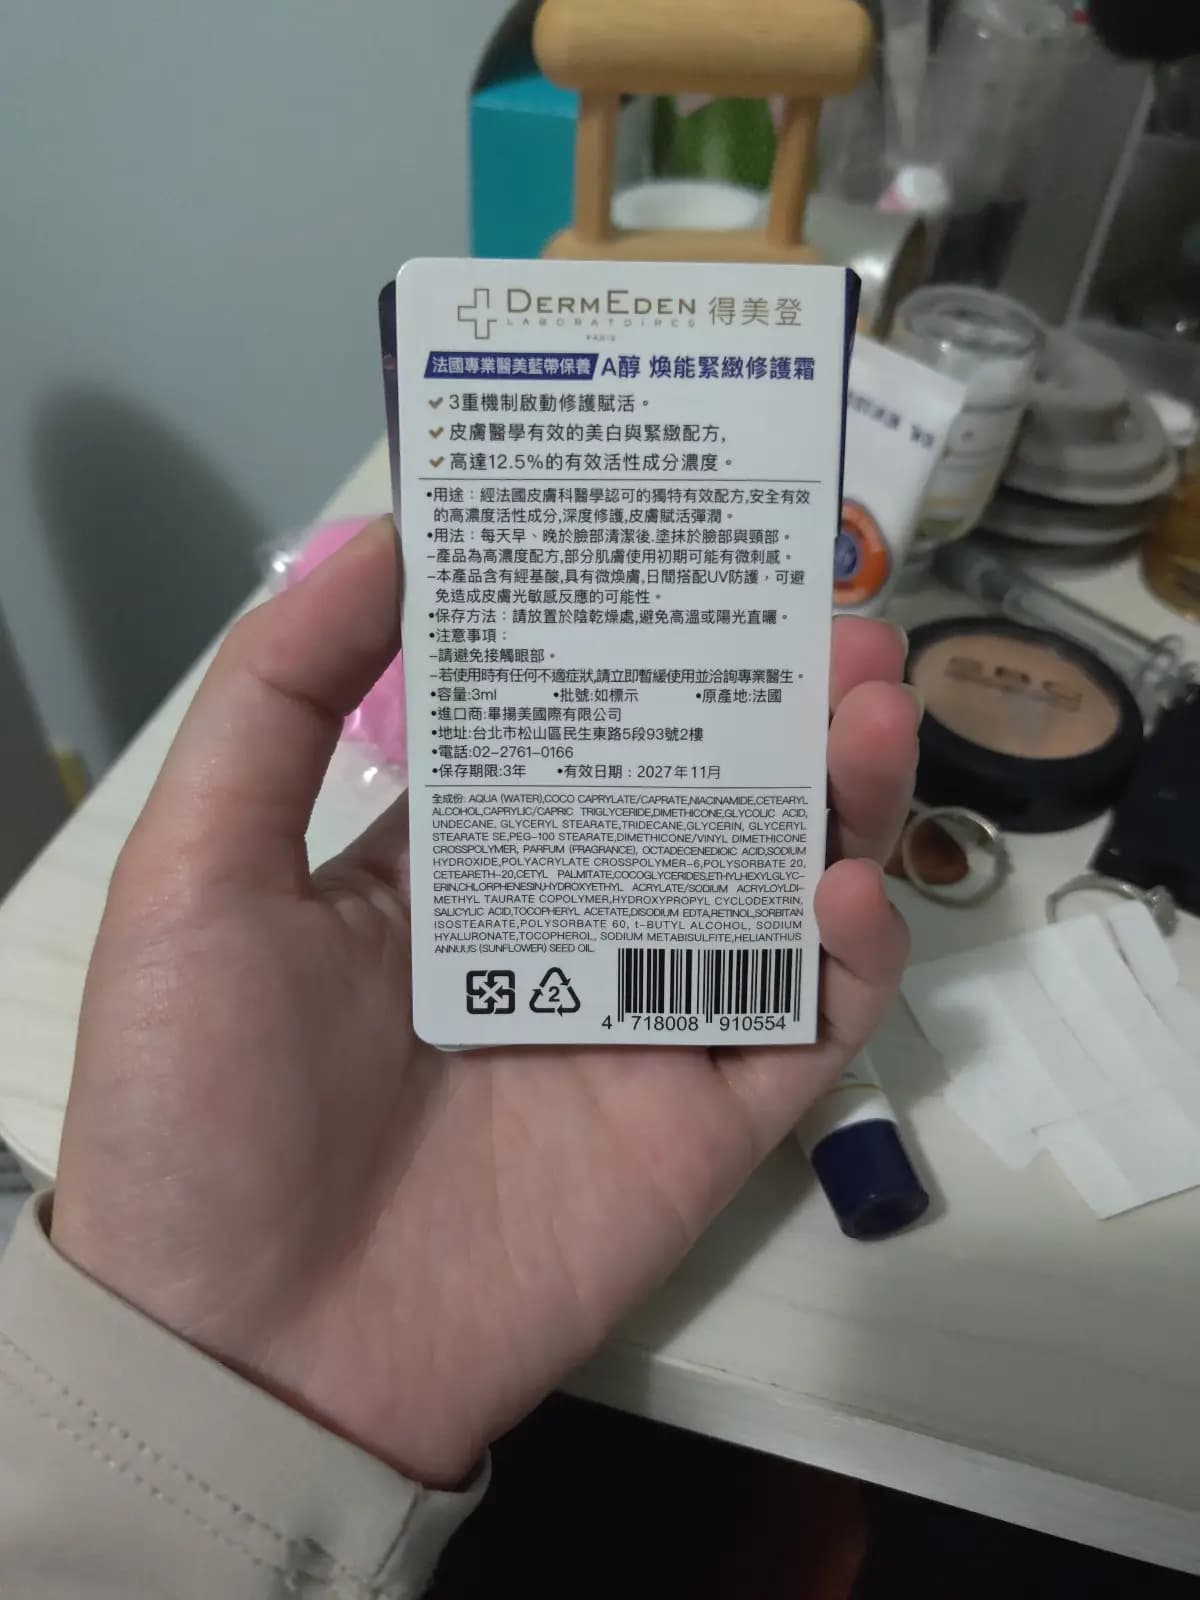 DERMEDEN 得美登
LABORATOIRES
PARIS
法國專業醫美藍帶保養 A醇 煥能緊緻修護霜
3重機制啟動修護賦活。
皮膚醫學有效的美白與緊緻配方,
高達12.5%的有效活性成分濃度。
•用途：經法國皮膚科醫學認可的獨特有效配方,安全有效
的高濃度活性成分,深度修護,皮膚賦活彈潤。
•用法：每天早、晚於臉部清潔後.塗抹於臉部與頸部。
–產品為高濃度配方,部分肌膚使用初期可能有微刺感。
–本產品含有經基酸,具有微煥膚,日間搭配UV防護，可避
免造成皮膚光敏感反應的可能性。
•保存方法：請放置於陰乾燥處,避免高溫或陽光直曬。
•注意事項：
–請避免接觸眼部。
–若使用時有任何不適症狀,請立即暫緩使用並洽詢專業醫生。
•容量:3ml •批號:如標示 •原產地:法國
•進口商:畢揚美國際有限公司
•地址:台北市松山區民生東路5段93號2樓
•電話:02–2761–0166
•保存期限:3年 •有效日期：2027年11月
全成份: AQUA (WATER),COCO CAPRYLATE/CAPRATE,NIACINAMIDE,CETEARYL
ALCOHOL,CAPRYLIC/CAPRIC TRIGLYCERIDE,DIMETHICONE,GLYCOLIC ACID,
UNDECANE, GLYCERYL STEARATE,TRIDECANE,GLYCERIN, GLYCERYL
STEARATE SE,PEG-100 STEARATE,DIMETHICONE/VINYL DIMETHICONE
CROSSPOLYMER, PARFUM (FRAGRANCE), OCTADECENEDIOIC ACID,SODIUM
HYDROXIDE,POLYACRYLATE CROSSPOLYMER–6,POLYSORBATE 20,
CETEARETH–20,CETYL PALMITATE,COCOGLYCERIDES,ETHYLHEXYLGLYC–
ERIN,CHLORPHENESIN,HYDROXYETHYL ACRYLATE/SODIUM ACRYLOYLDI–
METHYL TAURATE COPOLYMER,HYDROXYPROPYL CYCLODEXTRIN,
SALICYLIC ACID,TOCOPHERYL ACETATE,DISODIUM EDTA,RETINOL,SORBITAN
ISOSTEARATE,POLYSORBATE 60, t–BUTYL ALCOHOL, SODIUM
HYALURONATE,TOCOPHEROL, SODIUM METABISULFITE,HELIANTHUS
ANNUUS (SUNFLOWER) SEED OIL.
2
4 718008 910554